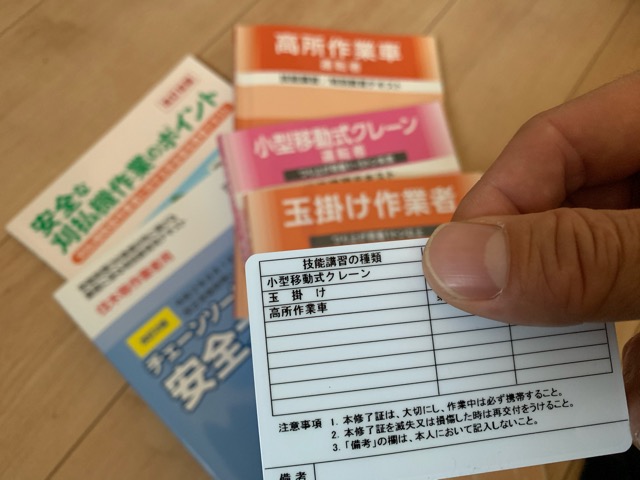 高所作業車
運転者
改訂版
安全な
刈払機作業のポイント
小型移動式クレーン
運転者
玉掛け作業者
チェーンソー
安全
技能講習の種類
小型移動式クレーン
玉掛け
高所作業車
注意事項 1. 本修了証は、大切にし、作業中は必ず携帯すること。
2. 本修了証を滅失又は損傷した時は再交付をうけること。
3. 「備考」の欄は、本人において記入しないこと。
備考